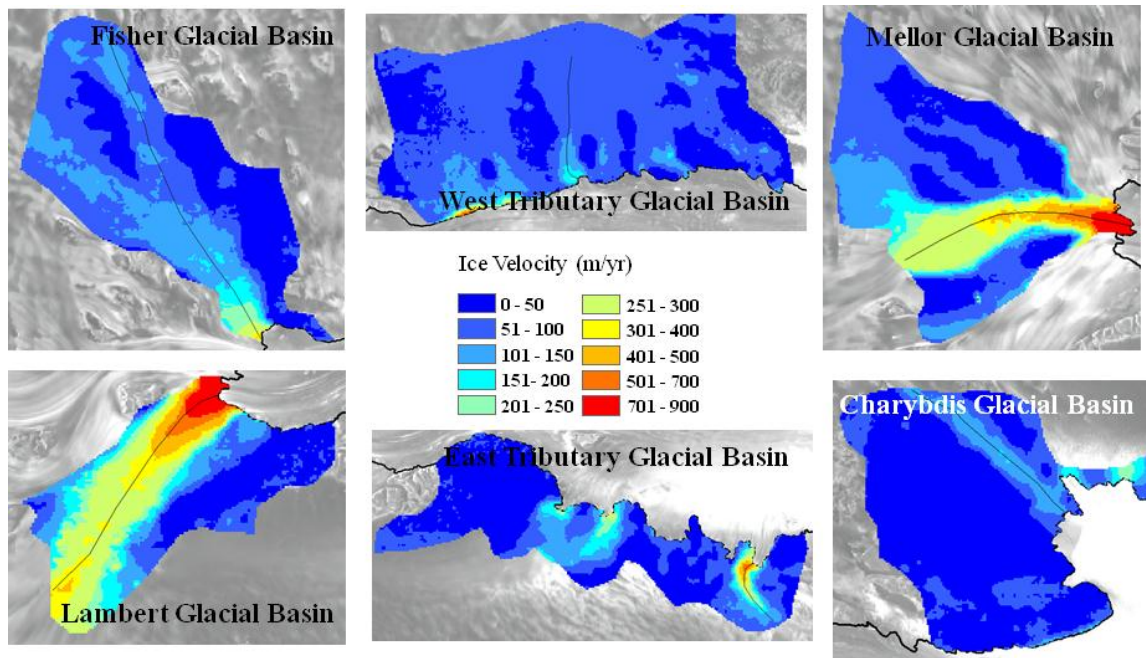 Fisher Glacial Basin
West Tributary Glacial Basin
Mellor Glacial Basin
Ice Velocity (m/yr)
0 - 50
51 - 100
101 - 150
151 - 200
201 - 250
251 - 300
301 - 400
401 - 500
501 - 700
701 - 900
Lambert Glacial Basin
East Tributary Glacial Basin
Charybdis Glacial Basin